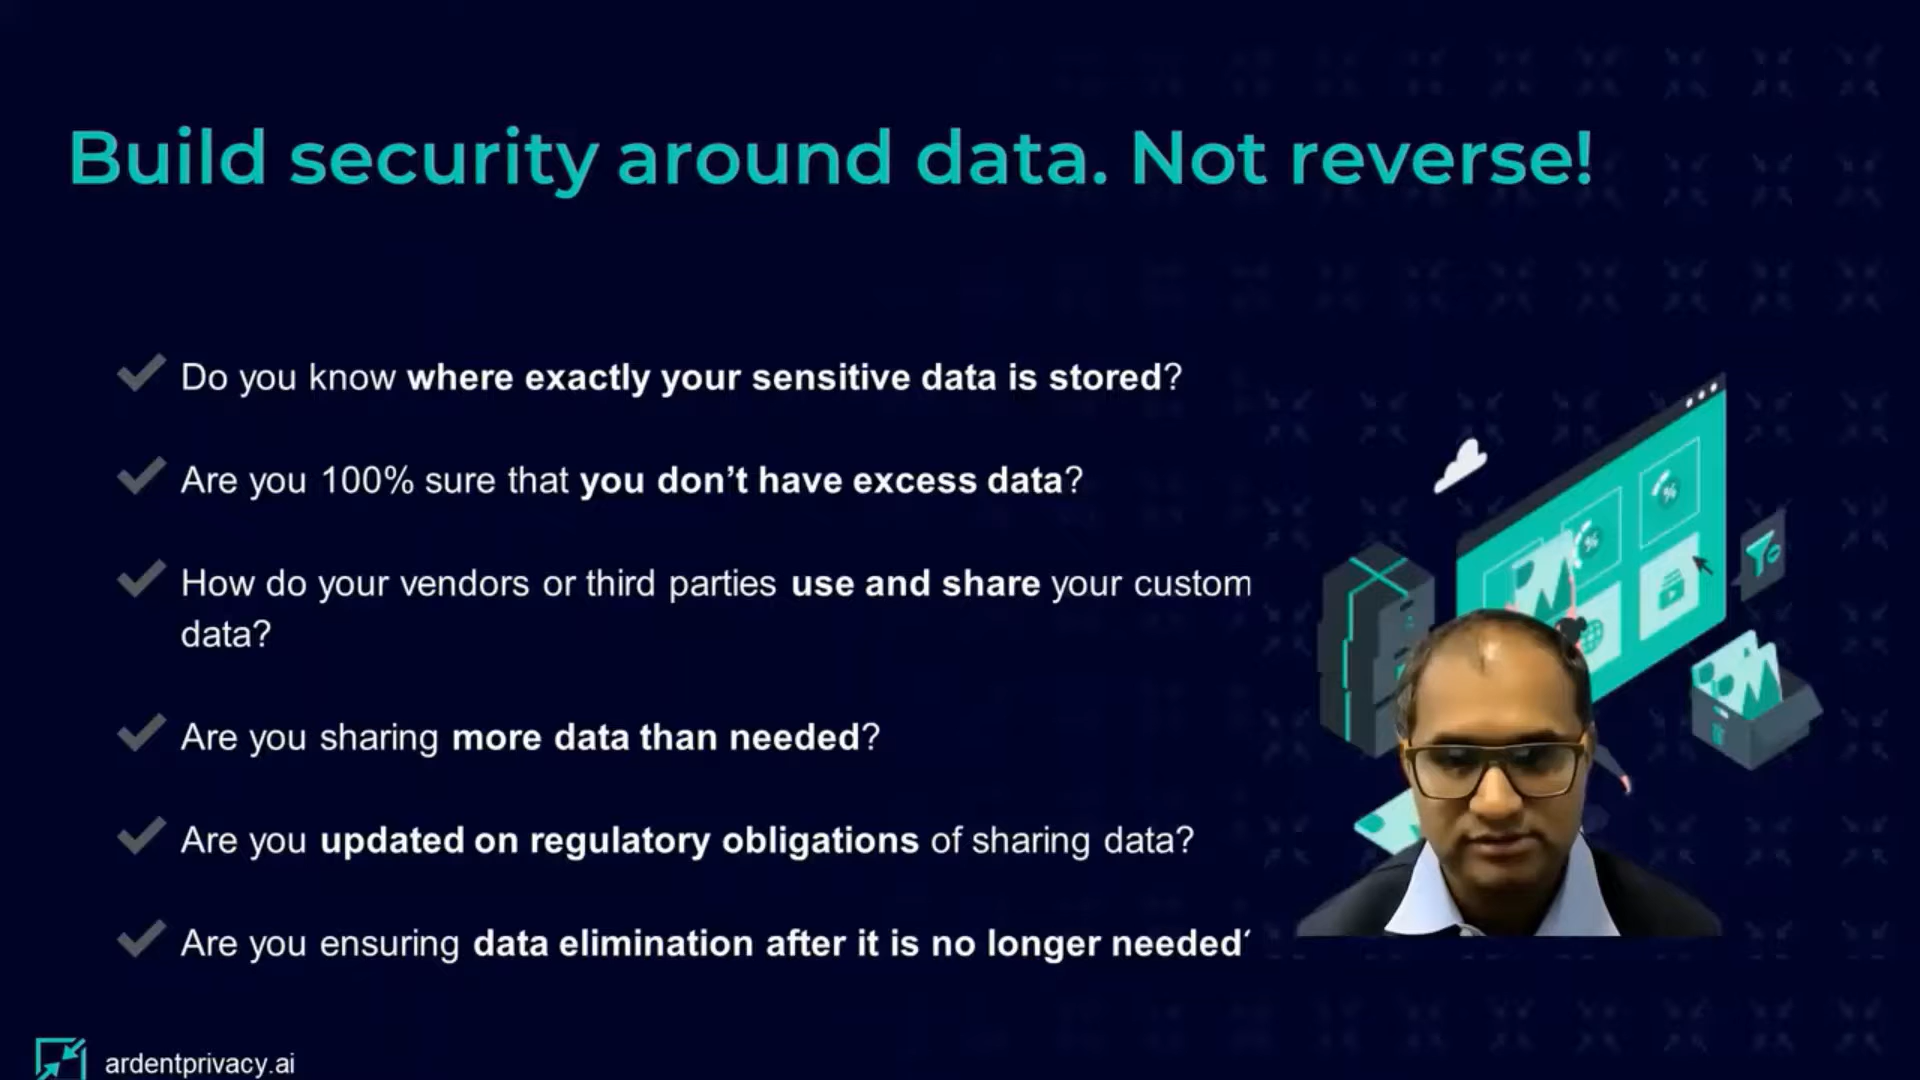 Build security around data. Not reverse!
Do you know where exactly your sensitive data is stored?
Are you 100% sure that you don’t have excess data?
How do your vendors or third parties use and share your custom
data?
Are you sharing more data than needed?
Are you updated on regulatory obligations of sharing data?
Are you ensuring data elimination after it is no longer needed?
ardentprivacy.ai